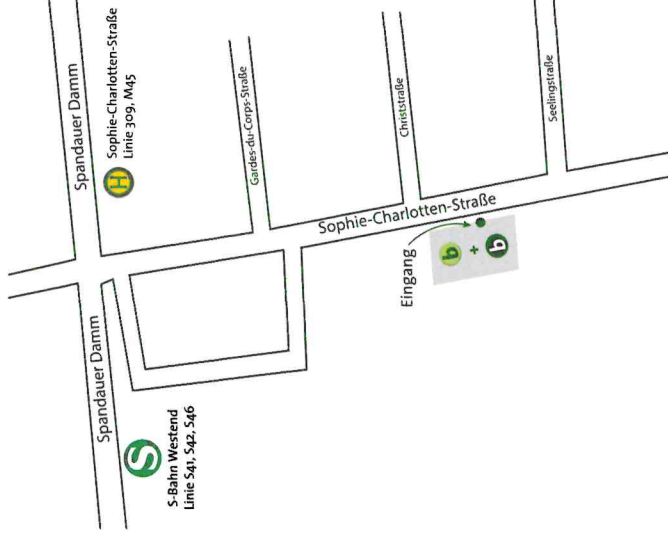 Spandauer Damm
H
Sophie-Charlotten-Straße
Linie 309, M45
Spandauer Damm
S
S-Bahn Westend
Linie S41, S42, S46
Gardes-du-Corps-Straße
Christstraße
Seelingstraße
Sophie-Charlotten-Straße
Eingang
b
+
b